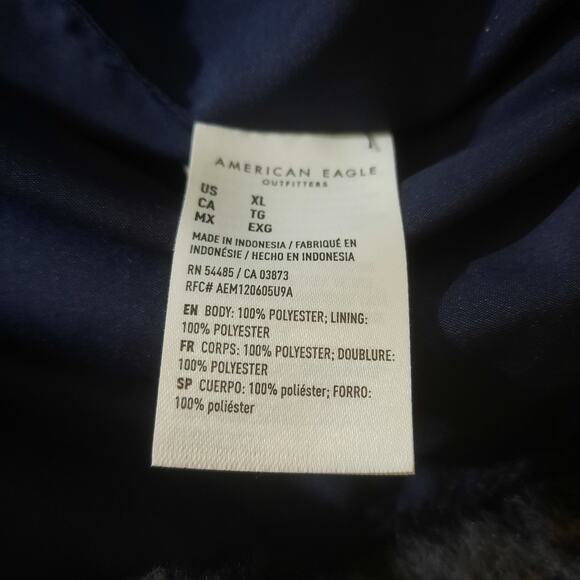 AMERICAN EAGLE
OUTFITTERS
US XL
CA TG
MX EXG
MADE IN INDONESIA / FABRIQUÉ EN
INDONÉSIE / HECHO EN INDONESIA
RN 54485 / CA 03873
RFC# AEM120605U9A
EN BODY: 100% POLYESTER; LINING:
100% POLYESTER
FR CORPS: 100% POLYESTER; DOUBLURE:
100% POLYESTER
SP CUERPO: 100% poliéster; FORRO:
100% poliéster